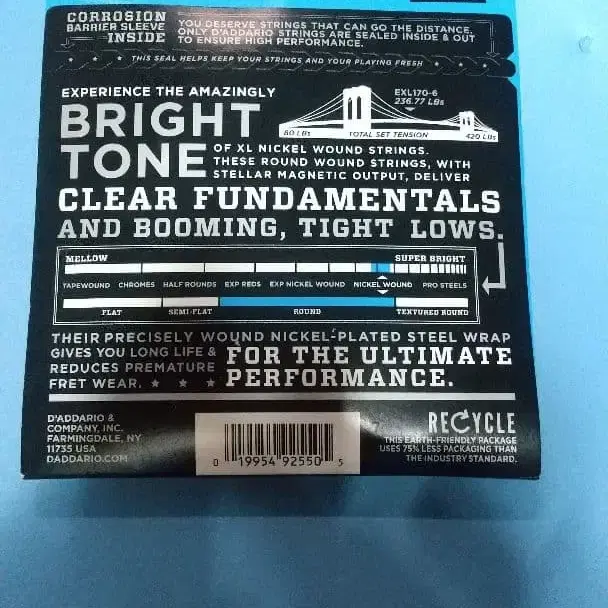 CORROSION
BARRIER SLEEVE
INSIDE
YOU DESERVE STRINGS THAT CAN GO THE DISTANCE.
ONLY D'ADDARIO STRINGS ARE SEALED INSIDE & OUT
TO ENSURE HIGH PERFORMANCE.
THIS SEAL HELPS KEEP YOUR STRINGS AND YOUR PLAYING FRESH
EXPERIENCE THE AMAZINGLY
BRIGHT
TONE
EXL170-6
236.77 LBs
60 LBs
TOTAL SET TENSION
420 LBs
OF XL NICKEL WOUND STRINGS.
THESE ROUND WOUND STRINGS, WITH
STELLAR MAGNETIC OUTPUT, DELIVER
CLEAR FUNDAMENTALS
AND BOOMING, TIGHT LOWS.
MELLOW SUPER BRIGHT
TAPEWOUND CHROMES HALF ROUNDS EXP REDS EXP NICKEL WOUND NICKEL WOUND PRO STEELS
FLAT SEMI-FLAT ROUND TEXTURED ROUND
THEIR PRECISELY WOUND NICKEL-PLATED STEEL WRAP
GIVES YOU LONG LIFE &
REDUCES PREMATURE
FRET WEAR.
FOR THE ULTIMATE
PERFORMANCE.
D'ADDARIO &
COMPANY, INC.
FARMINGDALE, NY
11735 USA
DADDARIO.COM
0 19954 92550 5
RECYCLE
THIS EARTH-FRIENDLY PACKAGE
USES 75% LESS PACKAGING THAN
THE INDUSTRY STANDARD.